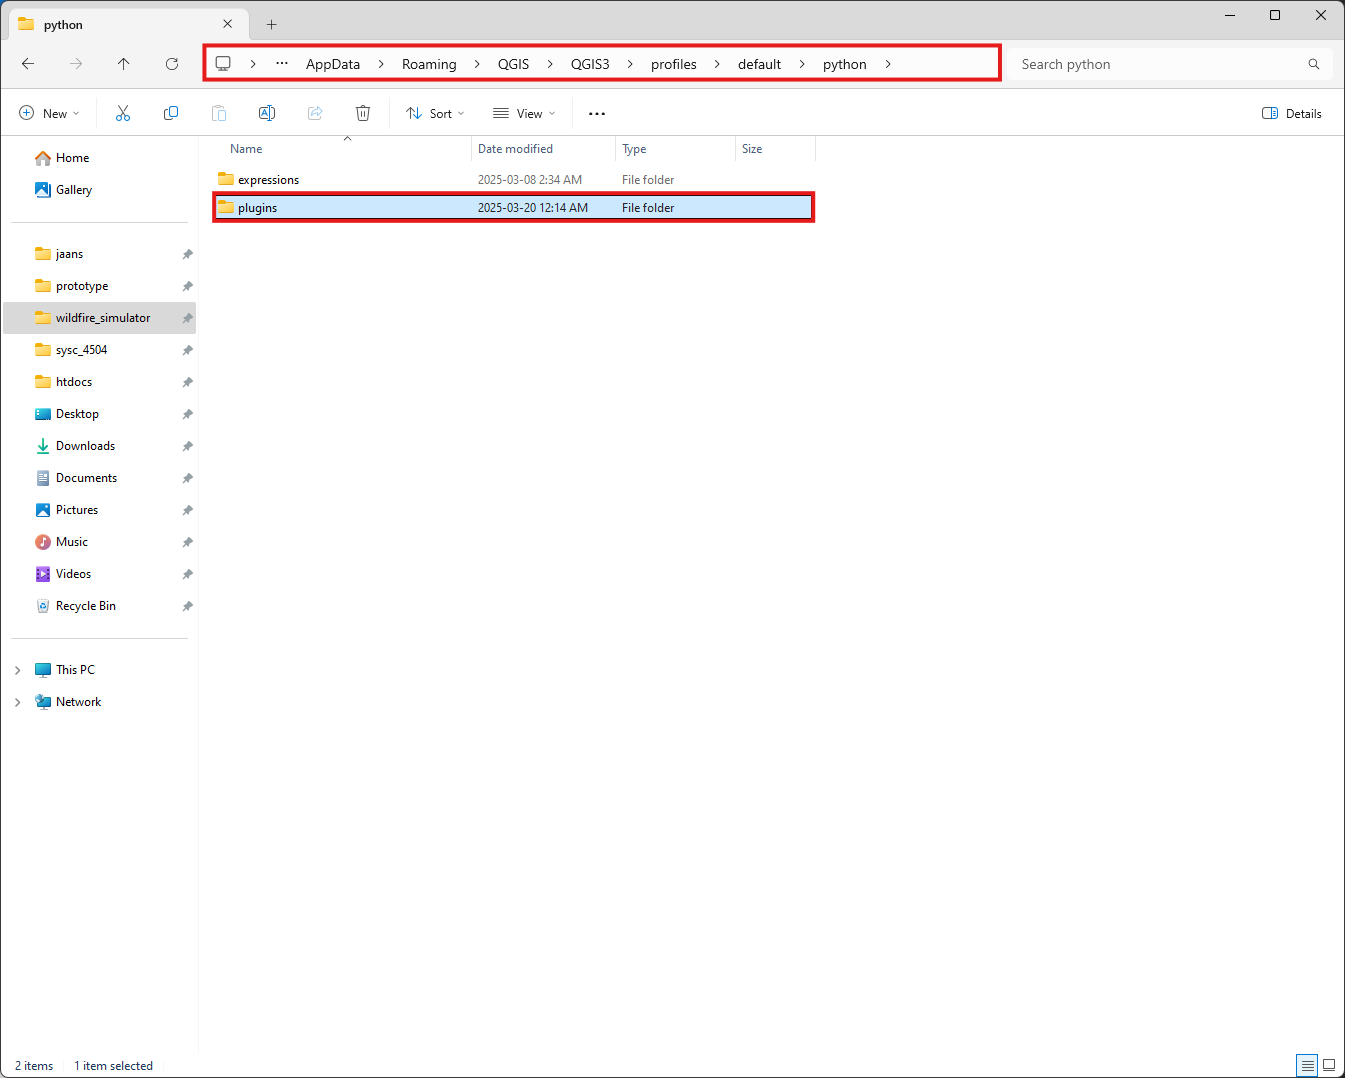 python
AppData Roaming QGIS QGIS3 profiles default python
Search python
New Sort View ... Details
Name Date modified Type Size
expressions 2025-03-08 2:34 AM File folder
plugins 2025-03-20 12:14 AM File folder
Home
Gallery
jaans
prototype
wildfire_simulator
sysc_4504
htdocs
Desktop
Downloads
Documents
Pictures
Music
Videos
Recycle Bin
This PC
Network
2 items 1 item selected